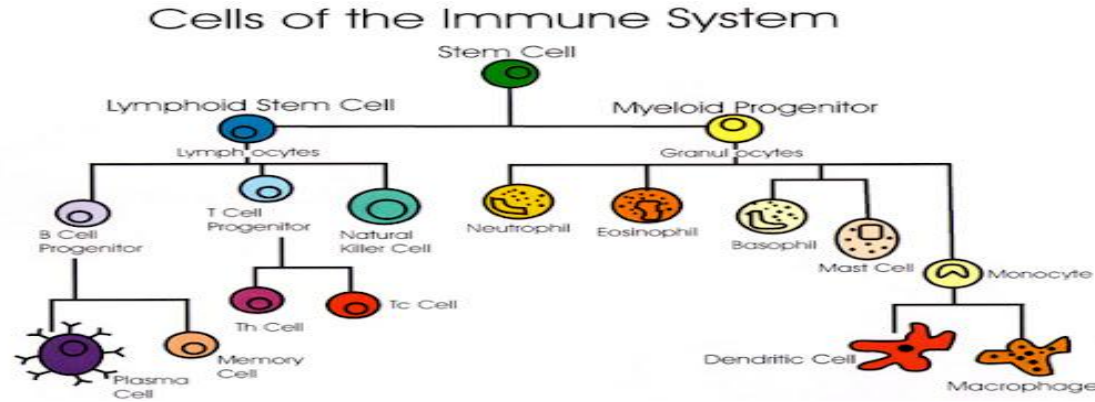 Cells of the Immune System
Stem Cell
Lymphoid Stem Cell
Myeloid Progenitor
Lymph ocytes
Granul ocytes
B Cell
Progenitor
T Cell
Progenitor
Natural
Killer Cell
Neutrophil
Eosinophil
Basophil
Mast Cell
Monocyte
Th Cell
Tc Cell
Plasma
Cell
Memory
Cell
Dendritic Cell
Macrophage